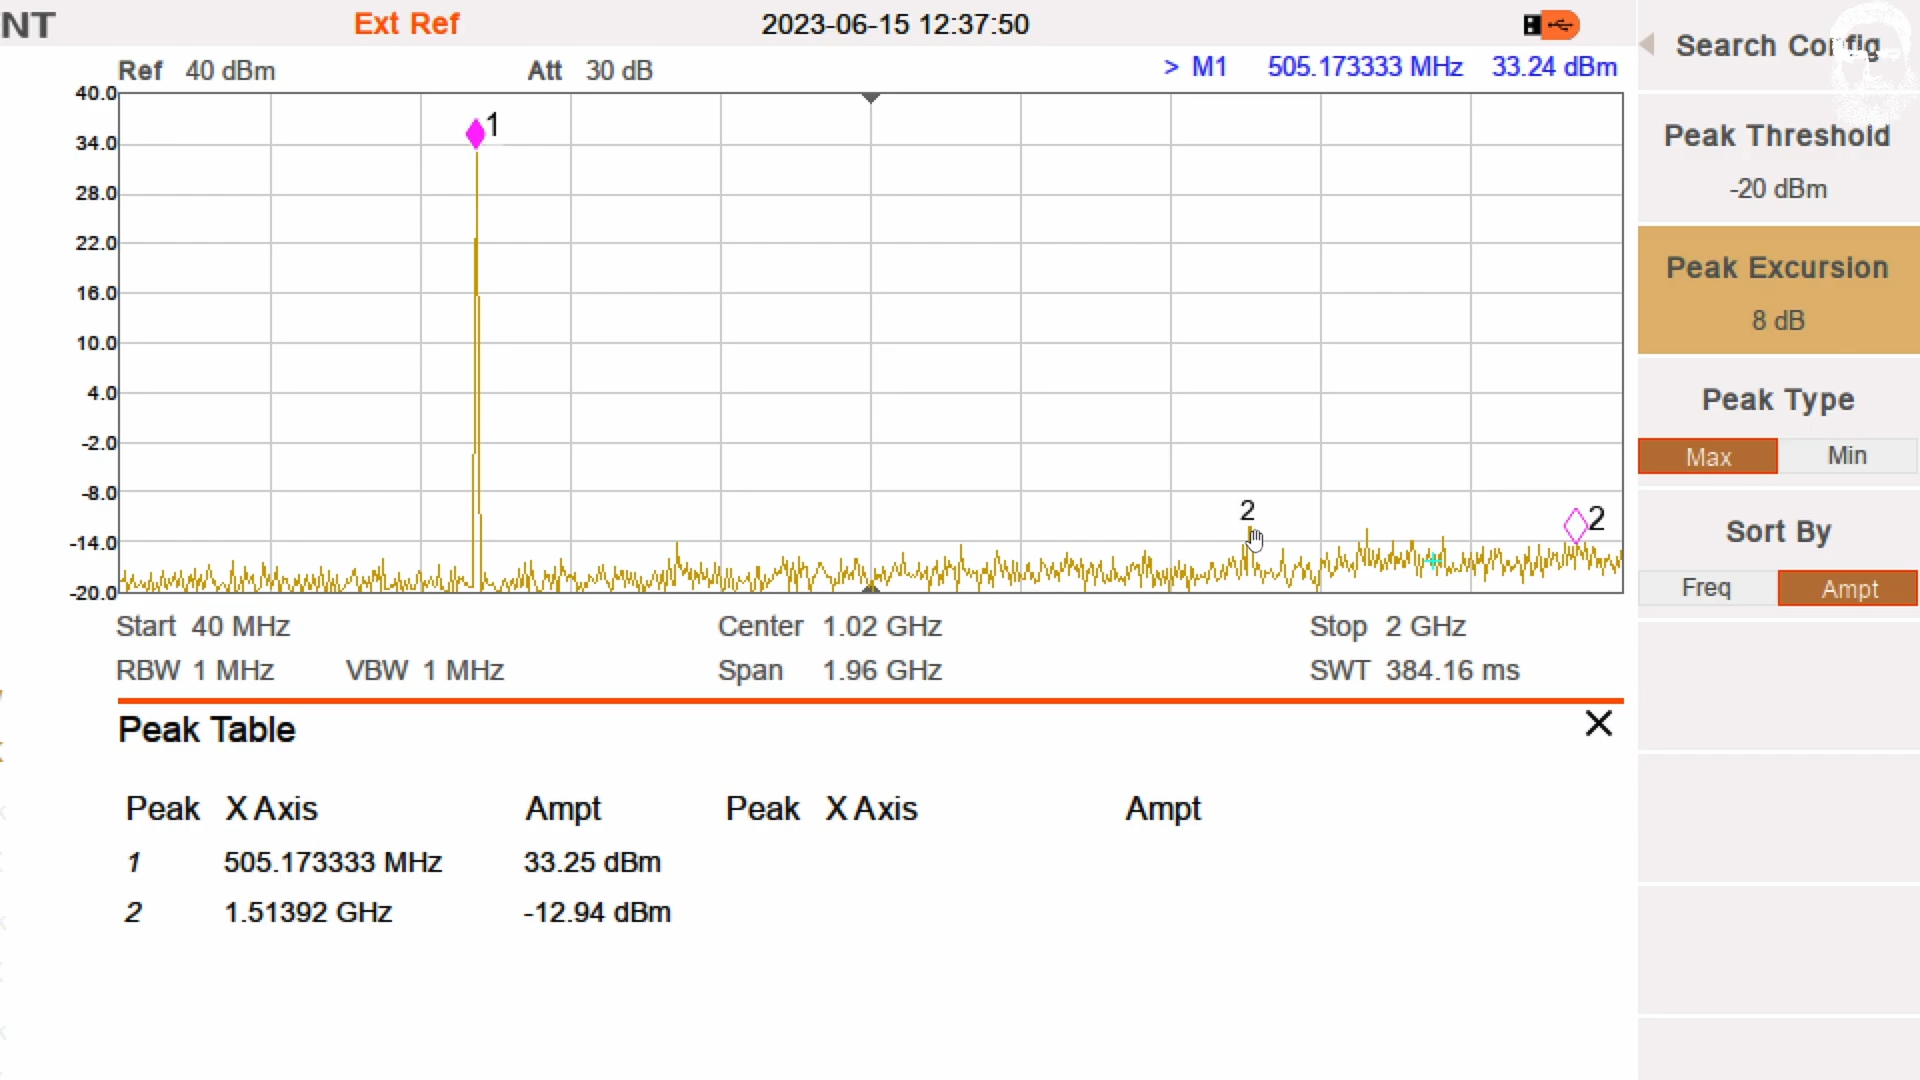 NT
Ext Ref
2023-06-15 12:37:50
Search Config
Ref 40 dBm
Att 30 dB
> M1 505.173333 MHz 33.24 dBm
40.0
34.0
28.0
22.0
16.0
10.0
4.0
-2.0
-8.0
-14.0
-20.0
1
2
2
Start 40 MHz
Center 1.02 GHz
Stop 2 GHz
RBW 1 MHz
VBW 1 MHz
Span 1.96 GHz
SWT 384.16 ms
Peak Threshold
-20 dBm
Peak Excursion
8 dB
Peak Type
Max Min
Sort By
Freq Ampt
Peak Table
Peak X Axis Ampt Peak X Axis Ampt
1 505.173333 MHz 33.25 dBm
2 1.51392 GHz -12.94 dBm